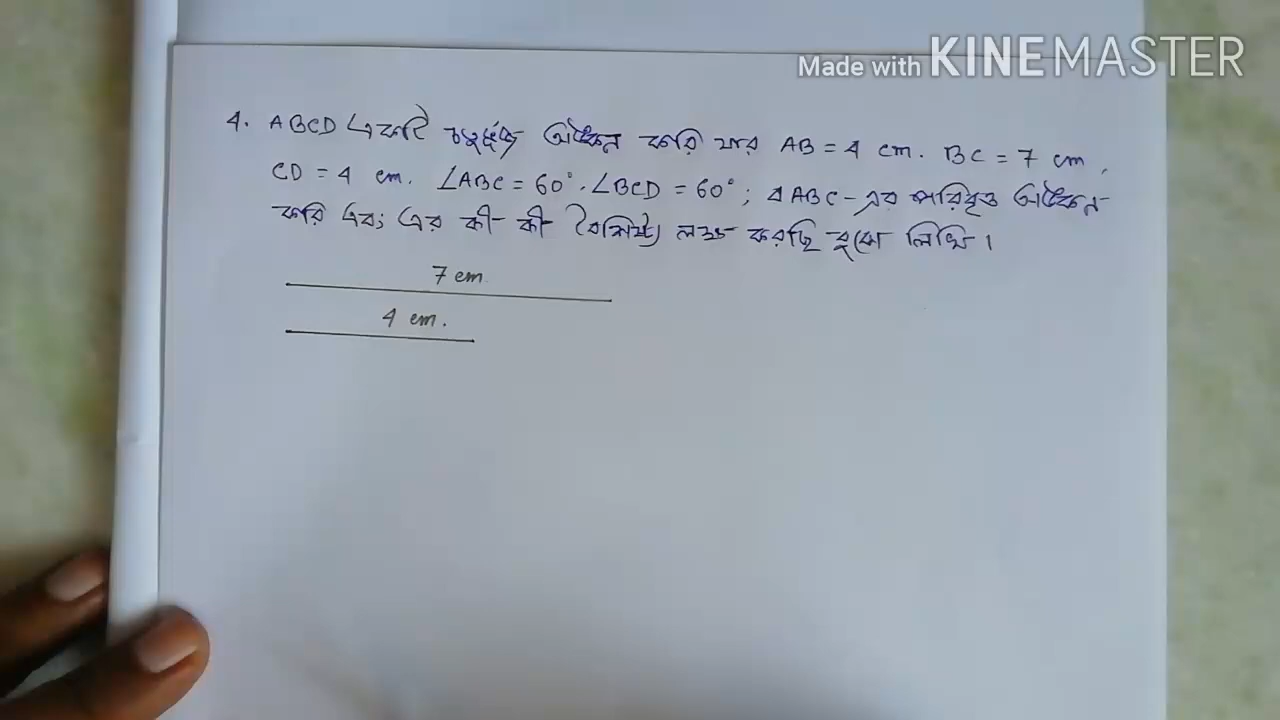 Made with KINEMASTER
4. ABCD একটি চতুর্ভুজ অঙ্কন করি যার AB = 4 cm. BC = 7 cm,
CD = 4 cm. ∠ABC = 60°. ∠BCD = 60° ; ΔABC-এর পরিবৃত্ত অঙ্কন
করি এবং এর কী-কী বৈশিষ্ট্য লক্ষ করছি বুঝে লিখি।
7 cm.
4 cm.